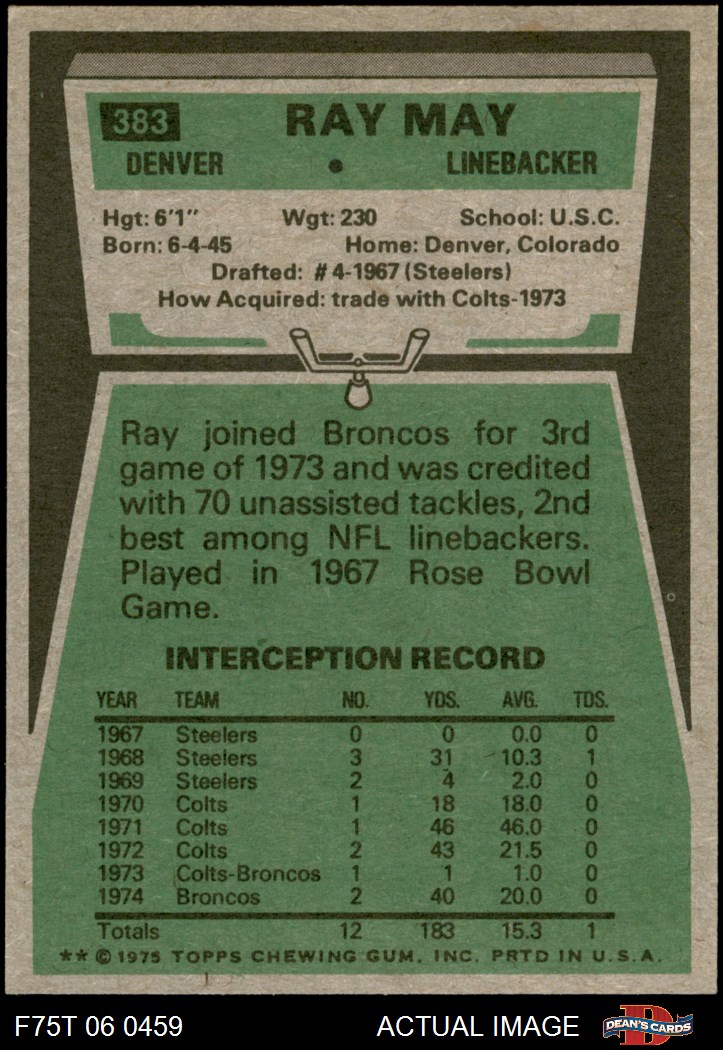 383 RAY MAY
DENVER • LINEBACKER
Hgt: 6'1" Wgt: 230 School: U.S.C.
Born: 6-4-45 Home: Denver, Colorado
Drafted: #4-1967 (Steelers)
How Acquired: trade with Colts-1973
Ray joined Broncos for 3rd
game of 1973 and was credited
with 70 unassisted tackles, 2nd
best among NFL linebackers.
Played in 1967 Rose Bowl
Game.
INTERCEPTION RECORD
YEAR TEAM NO. YDS. AVG. TDS.
1967 Steelers 0 0 0.0 0
1968 Steelers 3 31 10.3 1
1969 Steelers 2 4 2.0 0
1970 Colts 1 18 18.0 0
1971 Colts 1 46 46.0 0
1972 Colts 2 43 21.5 0
1973 Colts-Broncos 1 1 1.0 0
1974 Broncos 2 40 20.0 0
Totals 12 183 15.3 1
** © 1975 TOPPS CHEWING GUM, INC. PRTD IN U.S.A.
F75T 06 0459 ACTUAL IMAGE D DEAN'S CARDS